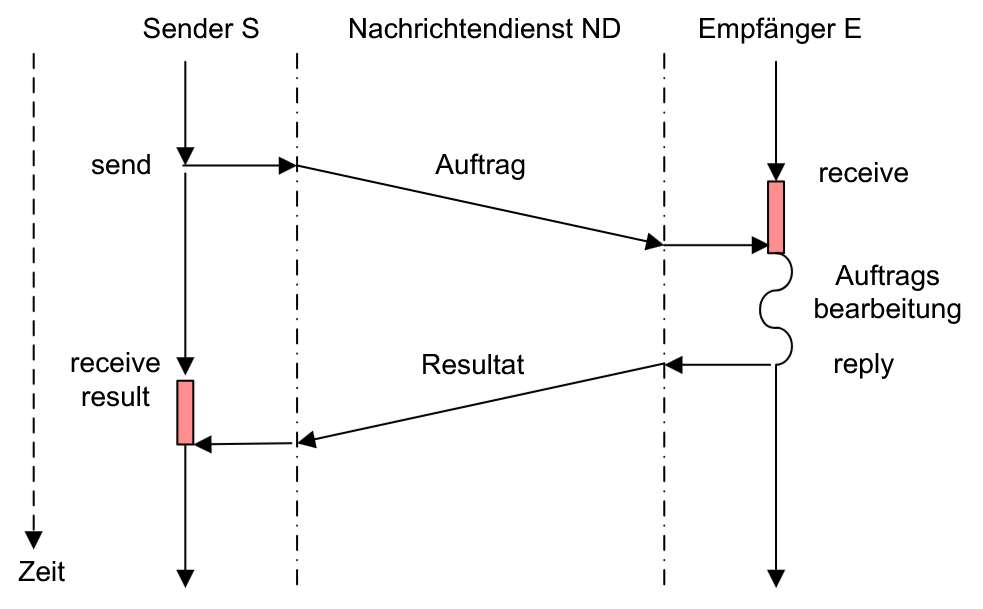 Sender S
Nachrichtendienst ND
Empfänger E
send
Auftrag
receive
Auftrags
bearbeitung
receive
result
Resultat
reply
Zeit